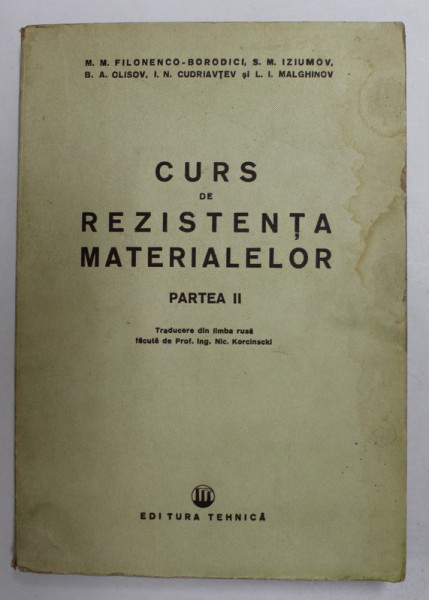 M. M. FILONENCO-BORODICI, S. M. IZIUMOV,
B. A. OLISOV, I. N. CUDRIAVȚEV și L. I. MALGHINOV
CURS
DE
REZISTENȚA
MATERIALELOR
PARTEA II
Traducere din limba rusă
făcută de Prof. Ing. Nic. Korcinscki
EDITURA TEHNICĂ